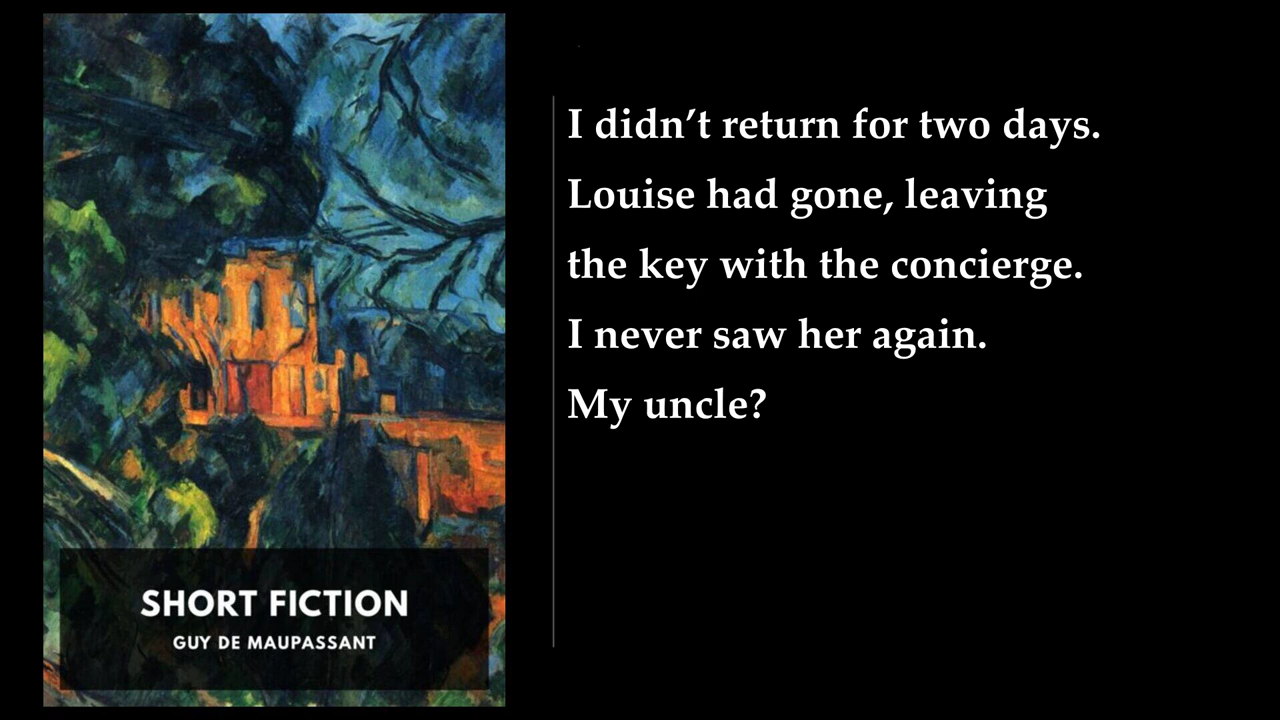 SHORT FICTION
GUY DE MAUPASSANT
I didn’t return for two days.
Louise had gone, leaving
the key with the concierge.
I never saw her again.
My uncle?